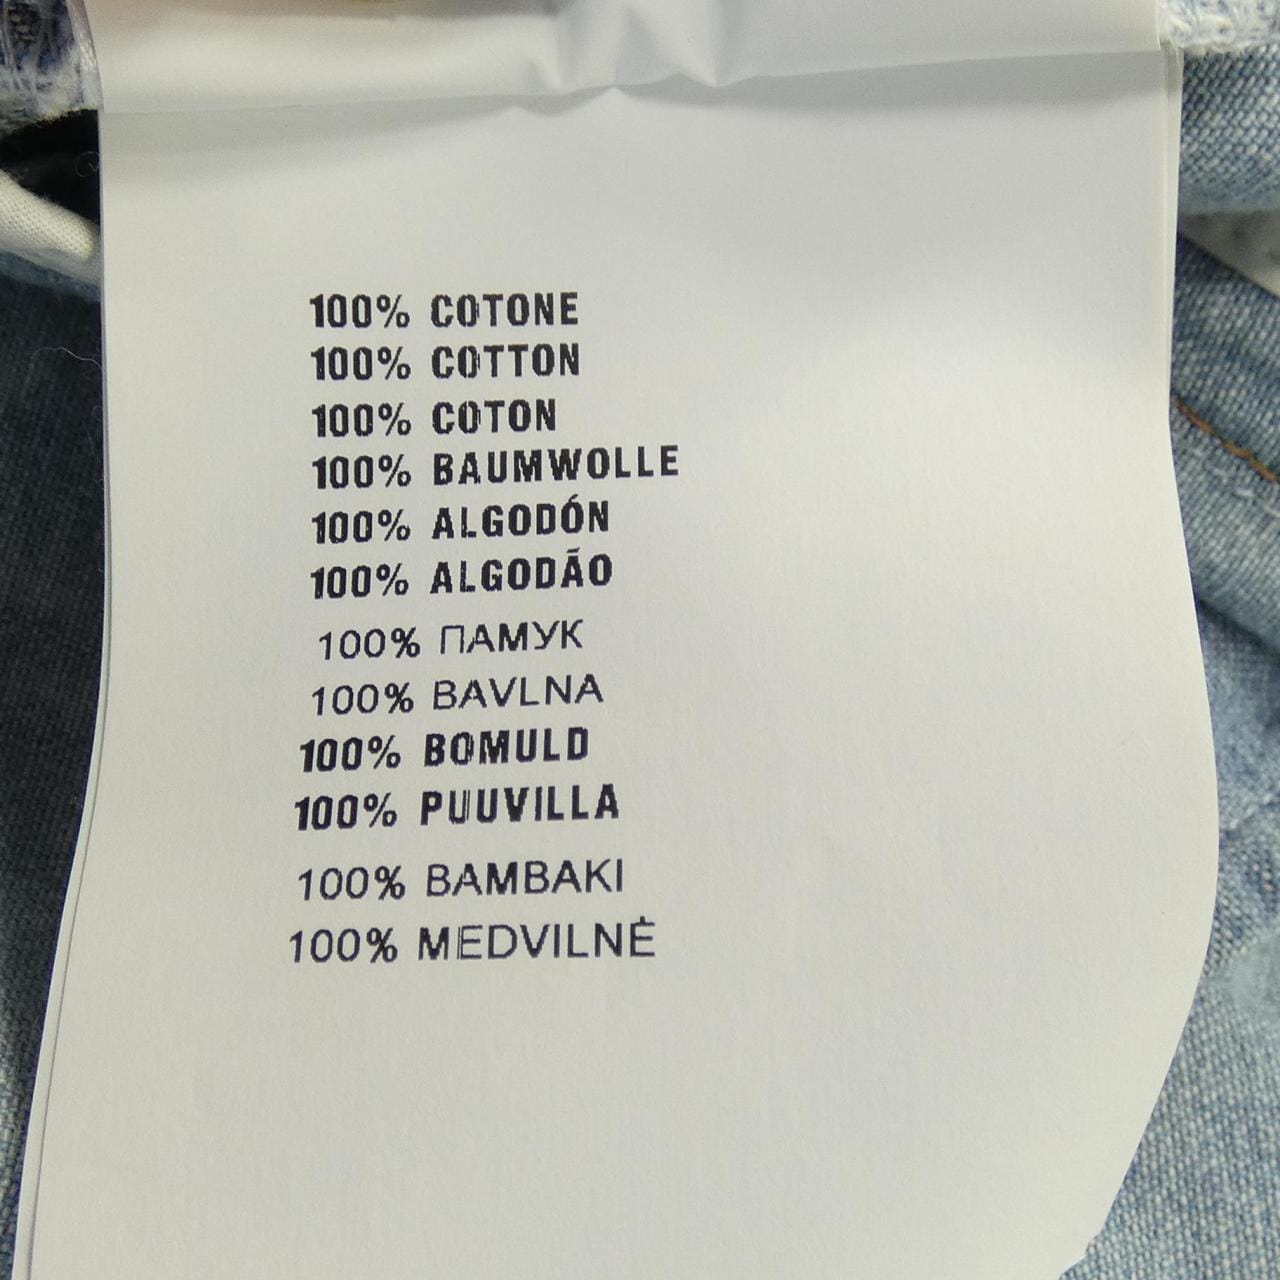 100% COTONE
100% COTTON
100% COTON
100% BAUMWOLLE
100% ALGODÓN
100% ALGODÃO
100% ПАМУК
100% BAVLNA
100% BOMULD
100% PUUVILLA
100% BAMBAKI
100% MEDVILNĖ